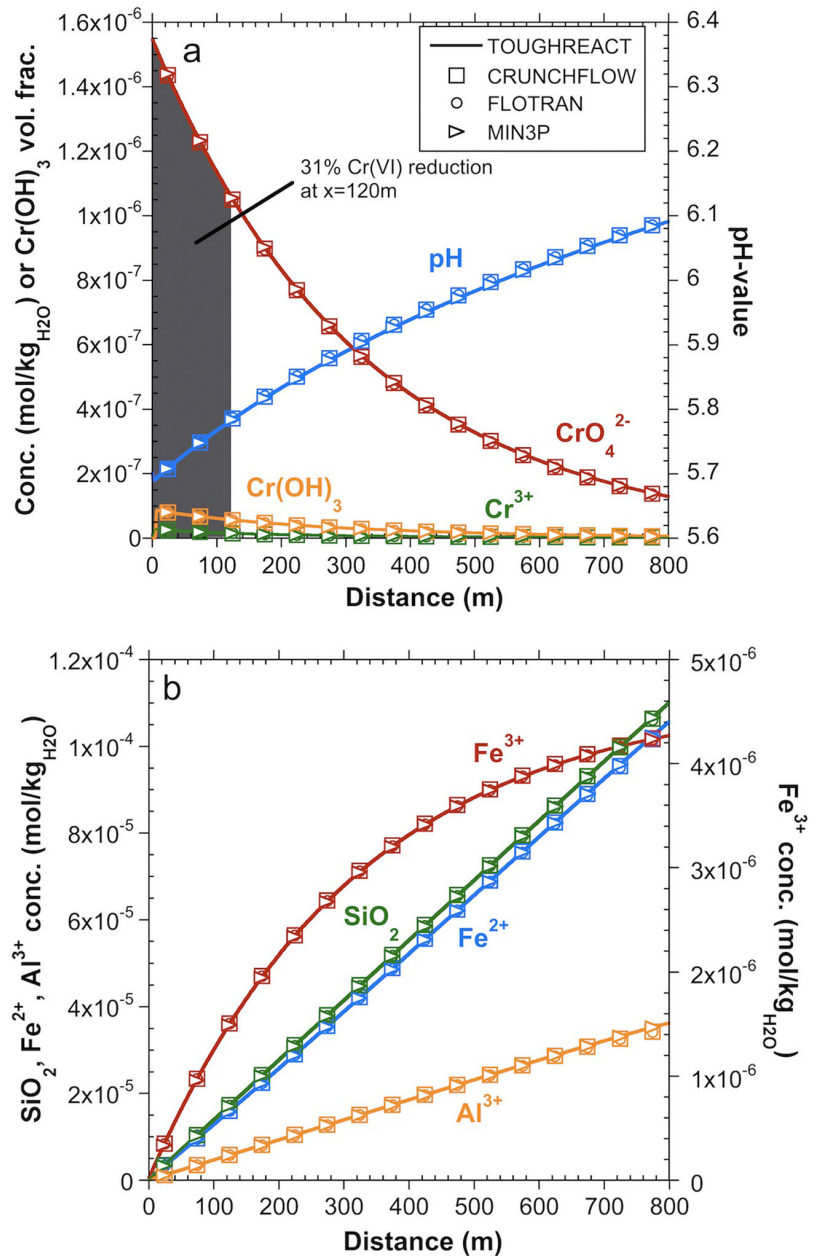 a
TOUGHREACT
CRUNCHFLOW
FLOTRAN
MIN3P
31% Cr(VI) reduction
at x=120m
pH
CrO₄²⁻
Cr(OH)₃
Cr³⁺
1.6x10⁻⁶
1.4x10⁻⁶
1.2x10⁻⁶
1x10⁻⁶
8x10⁻⁷
6x10⁻⁷
4x10⁻⁷
2x10⁻⁷
0
Conc. (mol/kg_H2O) or Cr(OH)₃ vol. frac.
6.4
6.3
6.2
6.1
6
5.9
5.8
5.7
5.6
pH-value
0 100 200 300 400 500 600 700 800
Distance (m)
b
Fe³⁺
SiO₂
Fe²⁺
Al³⁺
1.2x10⁻⁴
1x10⁻⁴
8x10⁻⁵
6x10⁻⁵
4x10⁻⁵
2x10⁻⁵
0
SiO₂, Fe²⁺, Al³⁺ conc. (mol/kg_H2O)
5x10⁻⁶
4x10⁻⁶
3x10⁻⁶
2x10⁻⁶
1x10⁻⁶
0
Fe³⁺ conc. (mol/kg_H2O)
0 100 200 300 400 500 600 700 800
Distance (m)